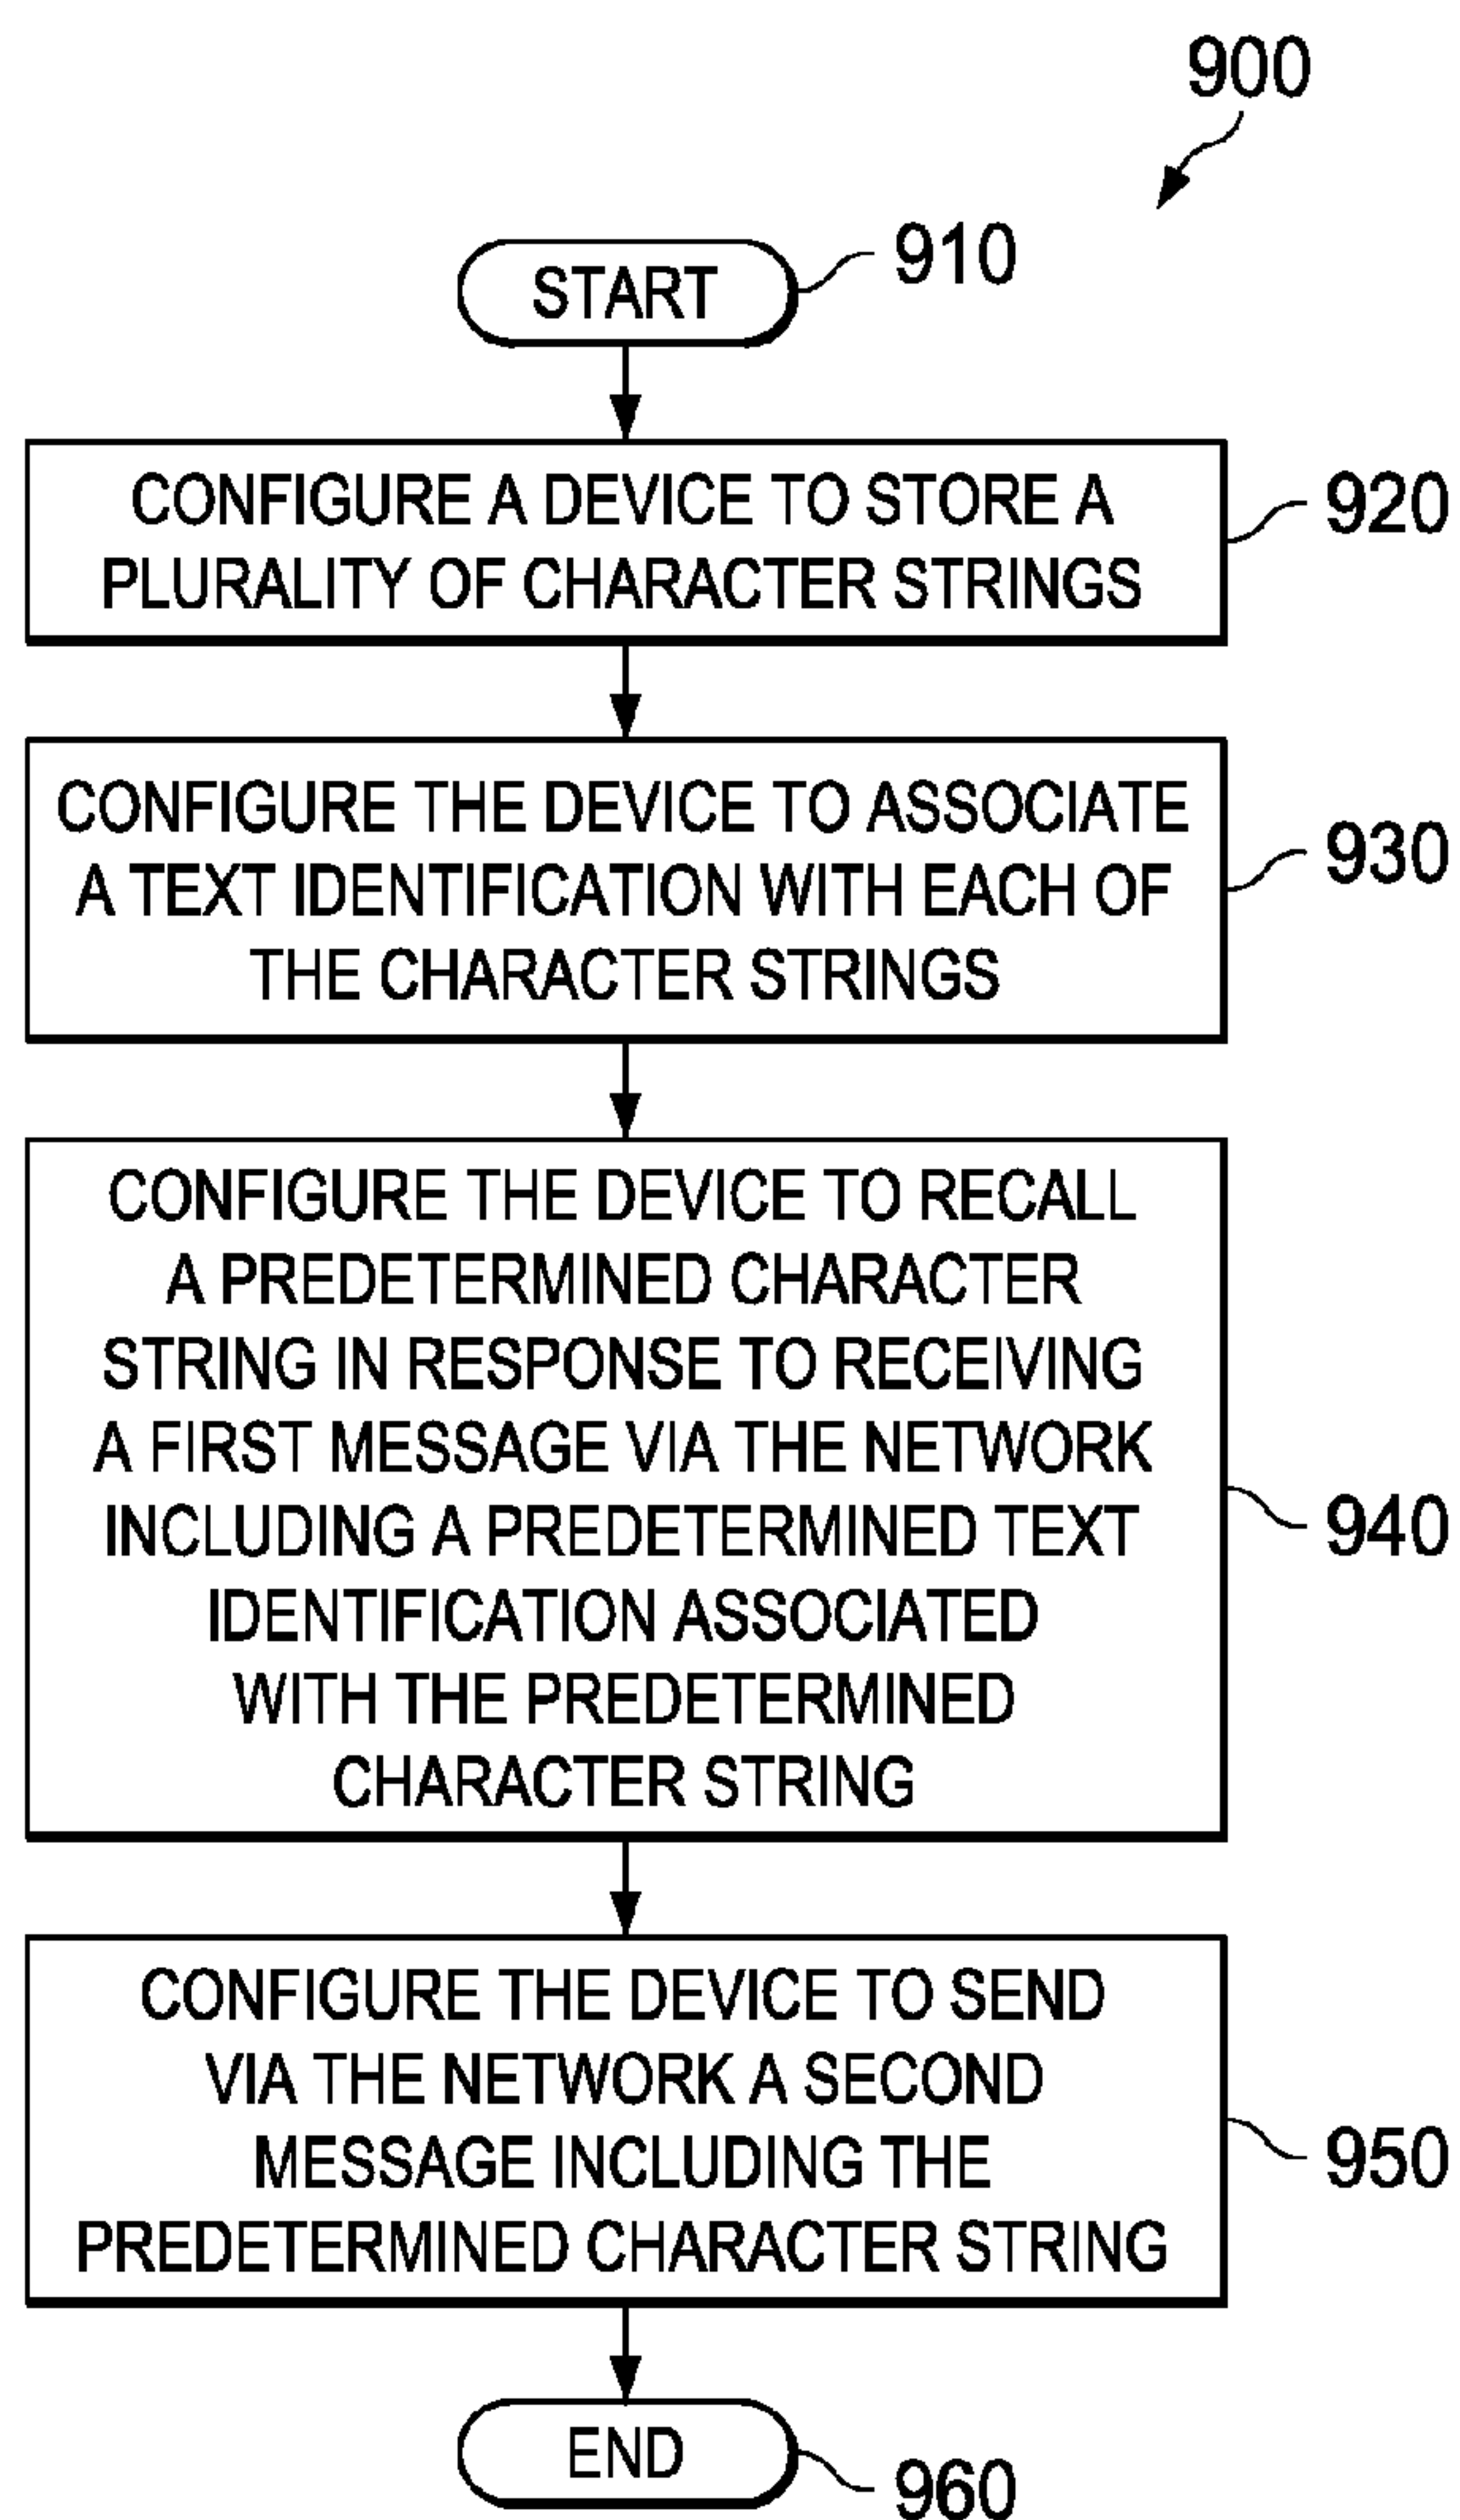 900
START
910
CONFIGURE A DEVICE TO STORE A
PLURALITY OF CHARACTER STRINGS
920
CONFIGURE THE DEVICE TO ASSOCIATE
A TEXT IDENTIFICATION WITH EACH OF
THE CHARACTER STRINGS
930
CONFIGURE THE DEVICE TO RECALL
A PREDETERMINED CHARACTER
STRING IN RESPONSE TO RECEIVING
A FIRST MESSAGE VIA THE NETWORK
INCLUDING A PREDETERMINED TEXT
IDENTIFICATION ASSOCIATED
WITH THE PREDETERMINED
CHARACTER STRING
940
CONFIGURE THE DEVICE TO SEND
VIA THE NETWORK A SECOND
MESSAGE INCLUDING THE
PREDETERMINED CHARACTER STRING
950
END
960